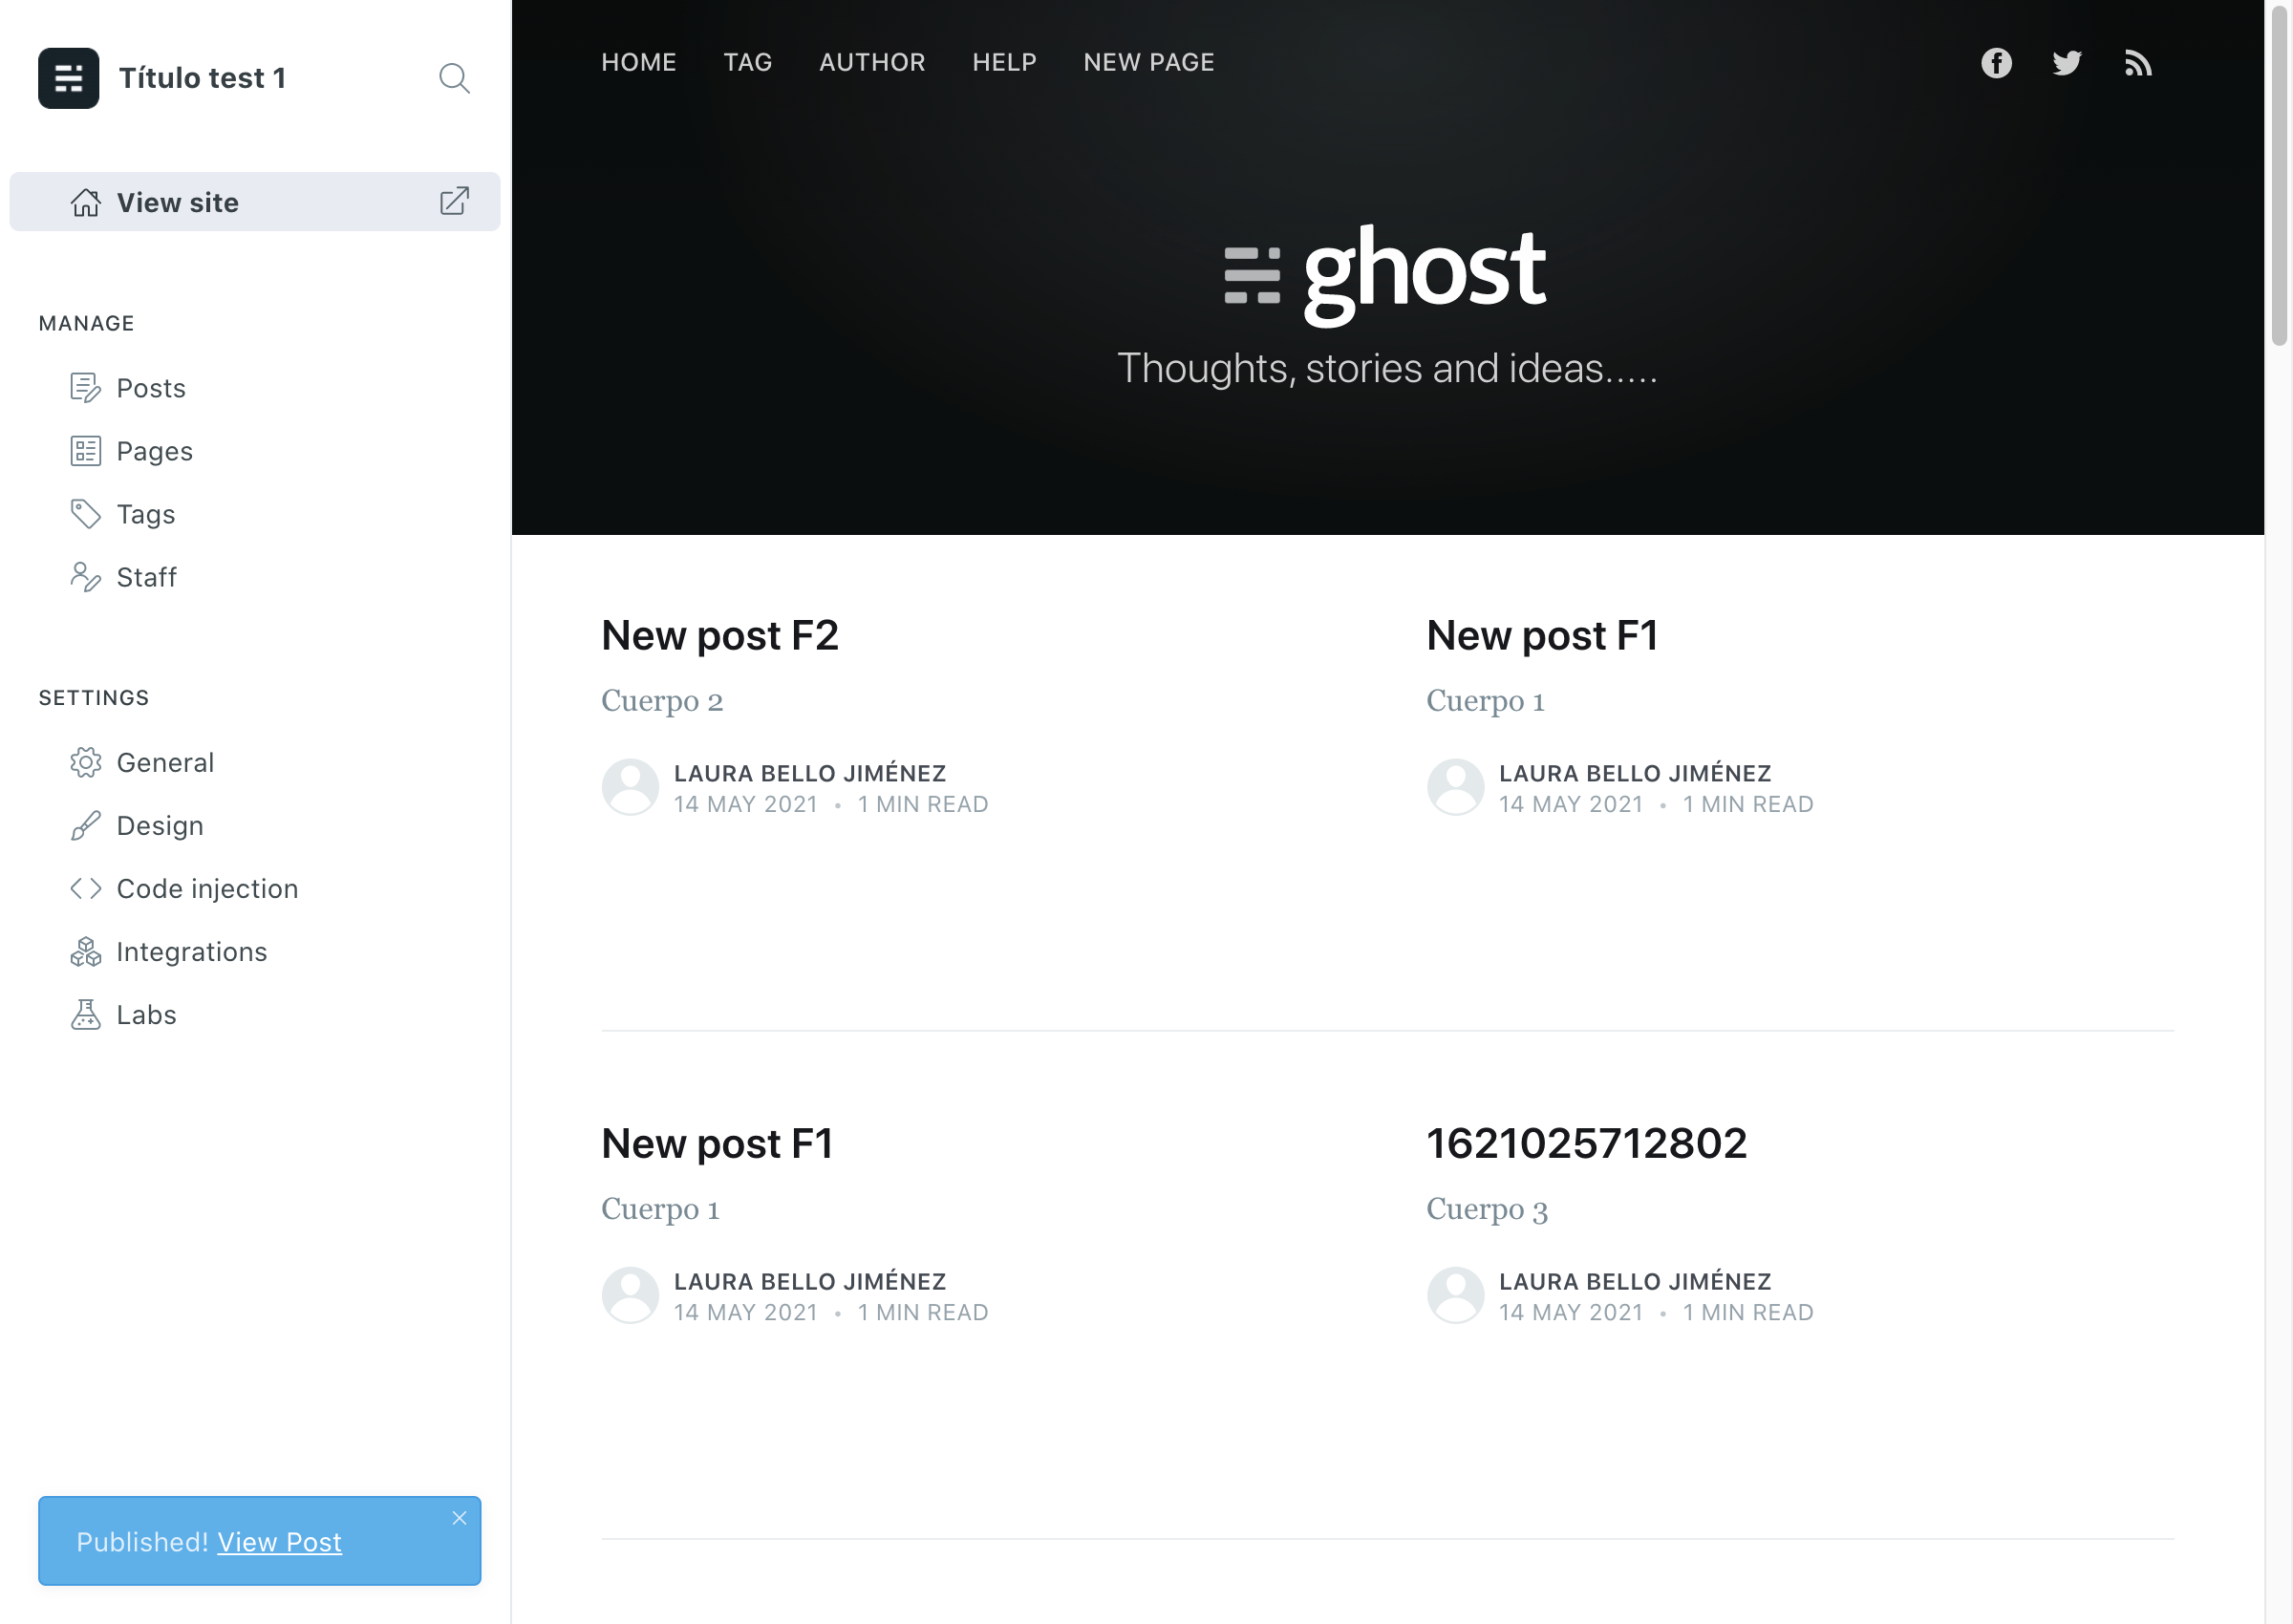 Título test 1
View site
MANAGE
Posts
Pages
Tags
Staff
SETTINGS
General
Design
Code injection
Integrations
Labs
Published! View Post
HOME TAG AUTHOR HELP NEW PAGE
ghost
Thoughts, stories and ideas.....
New post F2
Cuerpo 2
LAURA BELLO JIMÉNEZ
14 MAY 2021 • 1 MIN READ
New post F1
Cuerpo 1
LAURA BELLO JIMÉNEZ
14 MAY 2021 • 1 MIN READ
New post F1
Cuerpo 1
LAURA BELLO JIMÉNEZ
14 MAY 2021 • 1 MIN READ
1621025712802
Cuerpo 3
LAURA BELLO JIMÉNEZ
14 MAY 2021 • 1 MIN READ